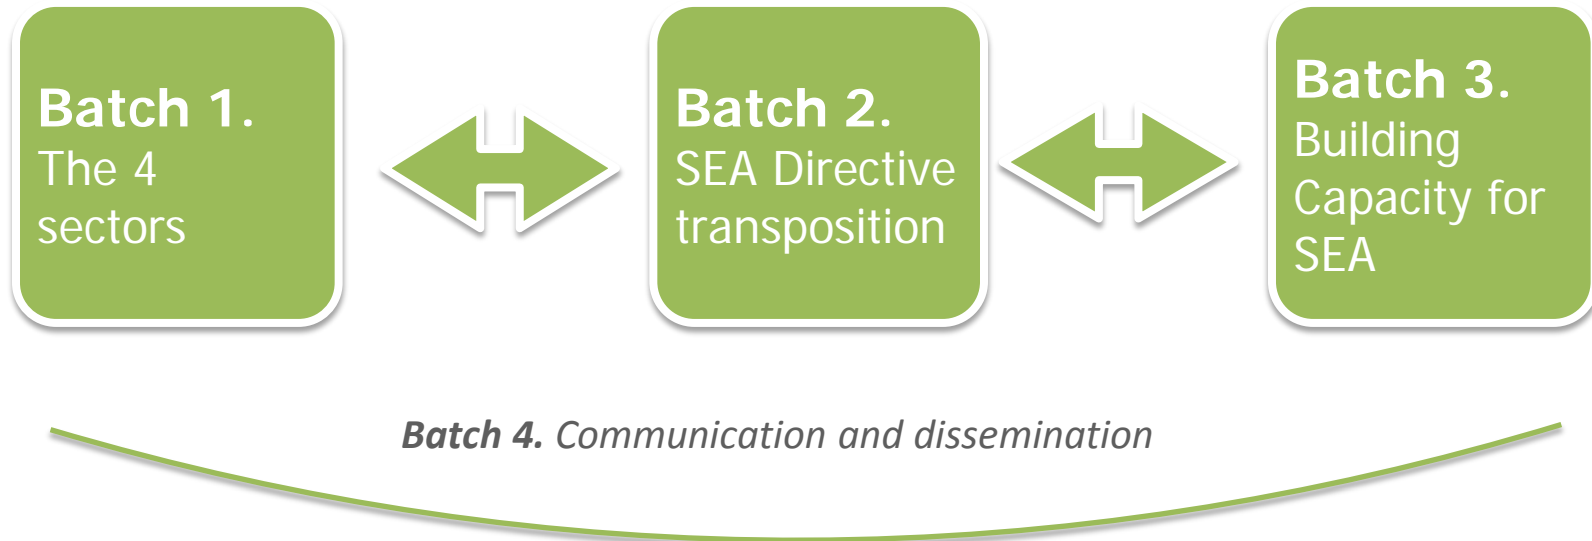 Batch 1.
The 4
sectors
Batch 2.
SEA Directive
transposition
Batch 3.
Building
Capacity for
SEA
Batch 4. Communication and dissemination